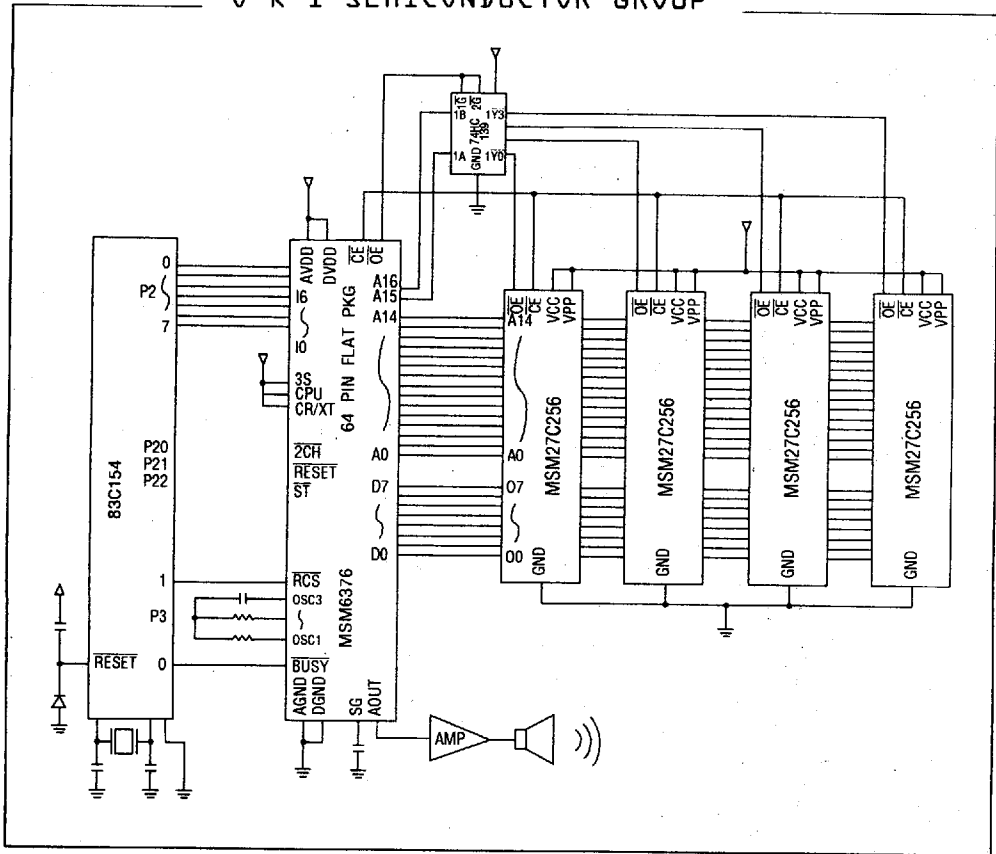 O K I SEMICONDUCTOR GROUP
1G 2G
1B 1Y3
74HC
139
1A GND 1Y0
AVDD DVDD CE OE
A16
A15
A14
0
P2
7
I6
I0
3S
CPU
CR/XT
64 PIN FLAT PKG
2CH
RESET
ST
A0
D7
D0
P20
P21
P22
83C154
1
P3
0
RESET
RCS
OSC3
OSC1
BUSY
MSM6376
AGND DGND SG AOUT
AMP
OE CE VCC VPP
A14
A0
O7
O0
MSM27C256
GND
OE CE VCC VPP
MSM27C256
GND
OE CE VCC VPP
MSM27C256
GND
OE CE VCC VPP
MSM27C256
GND